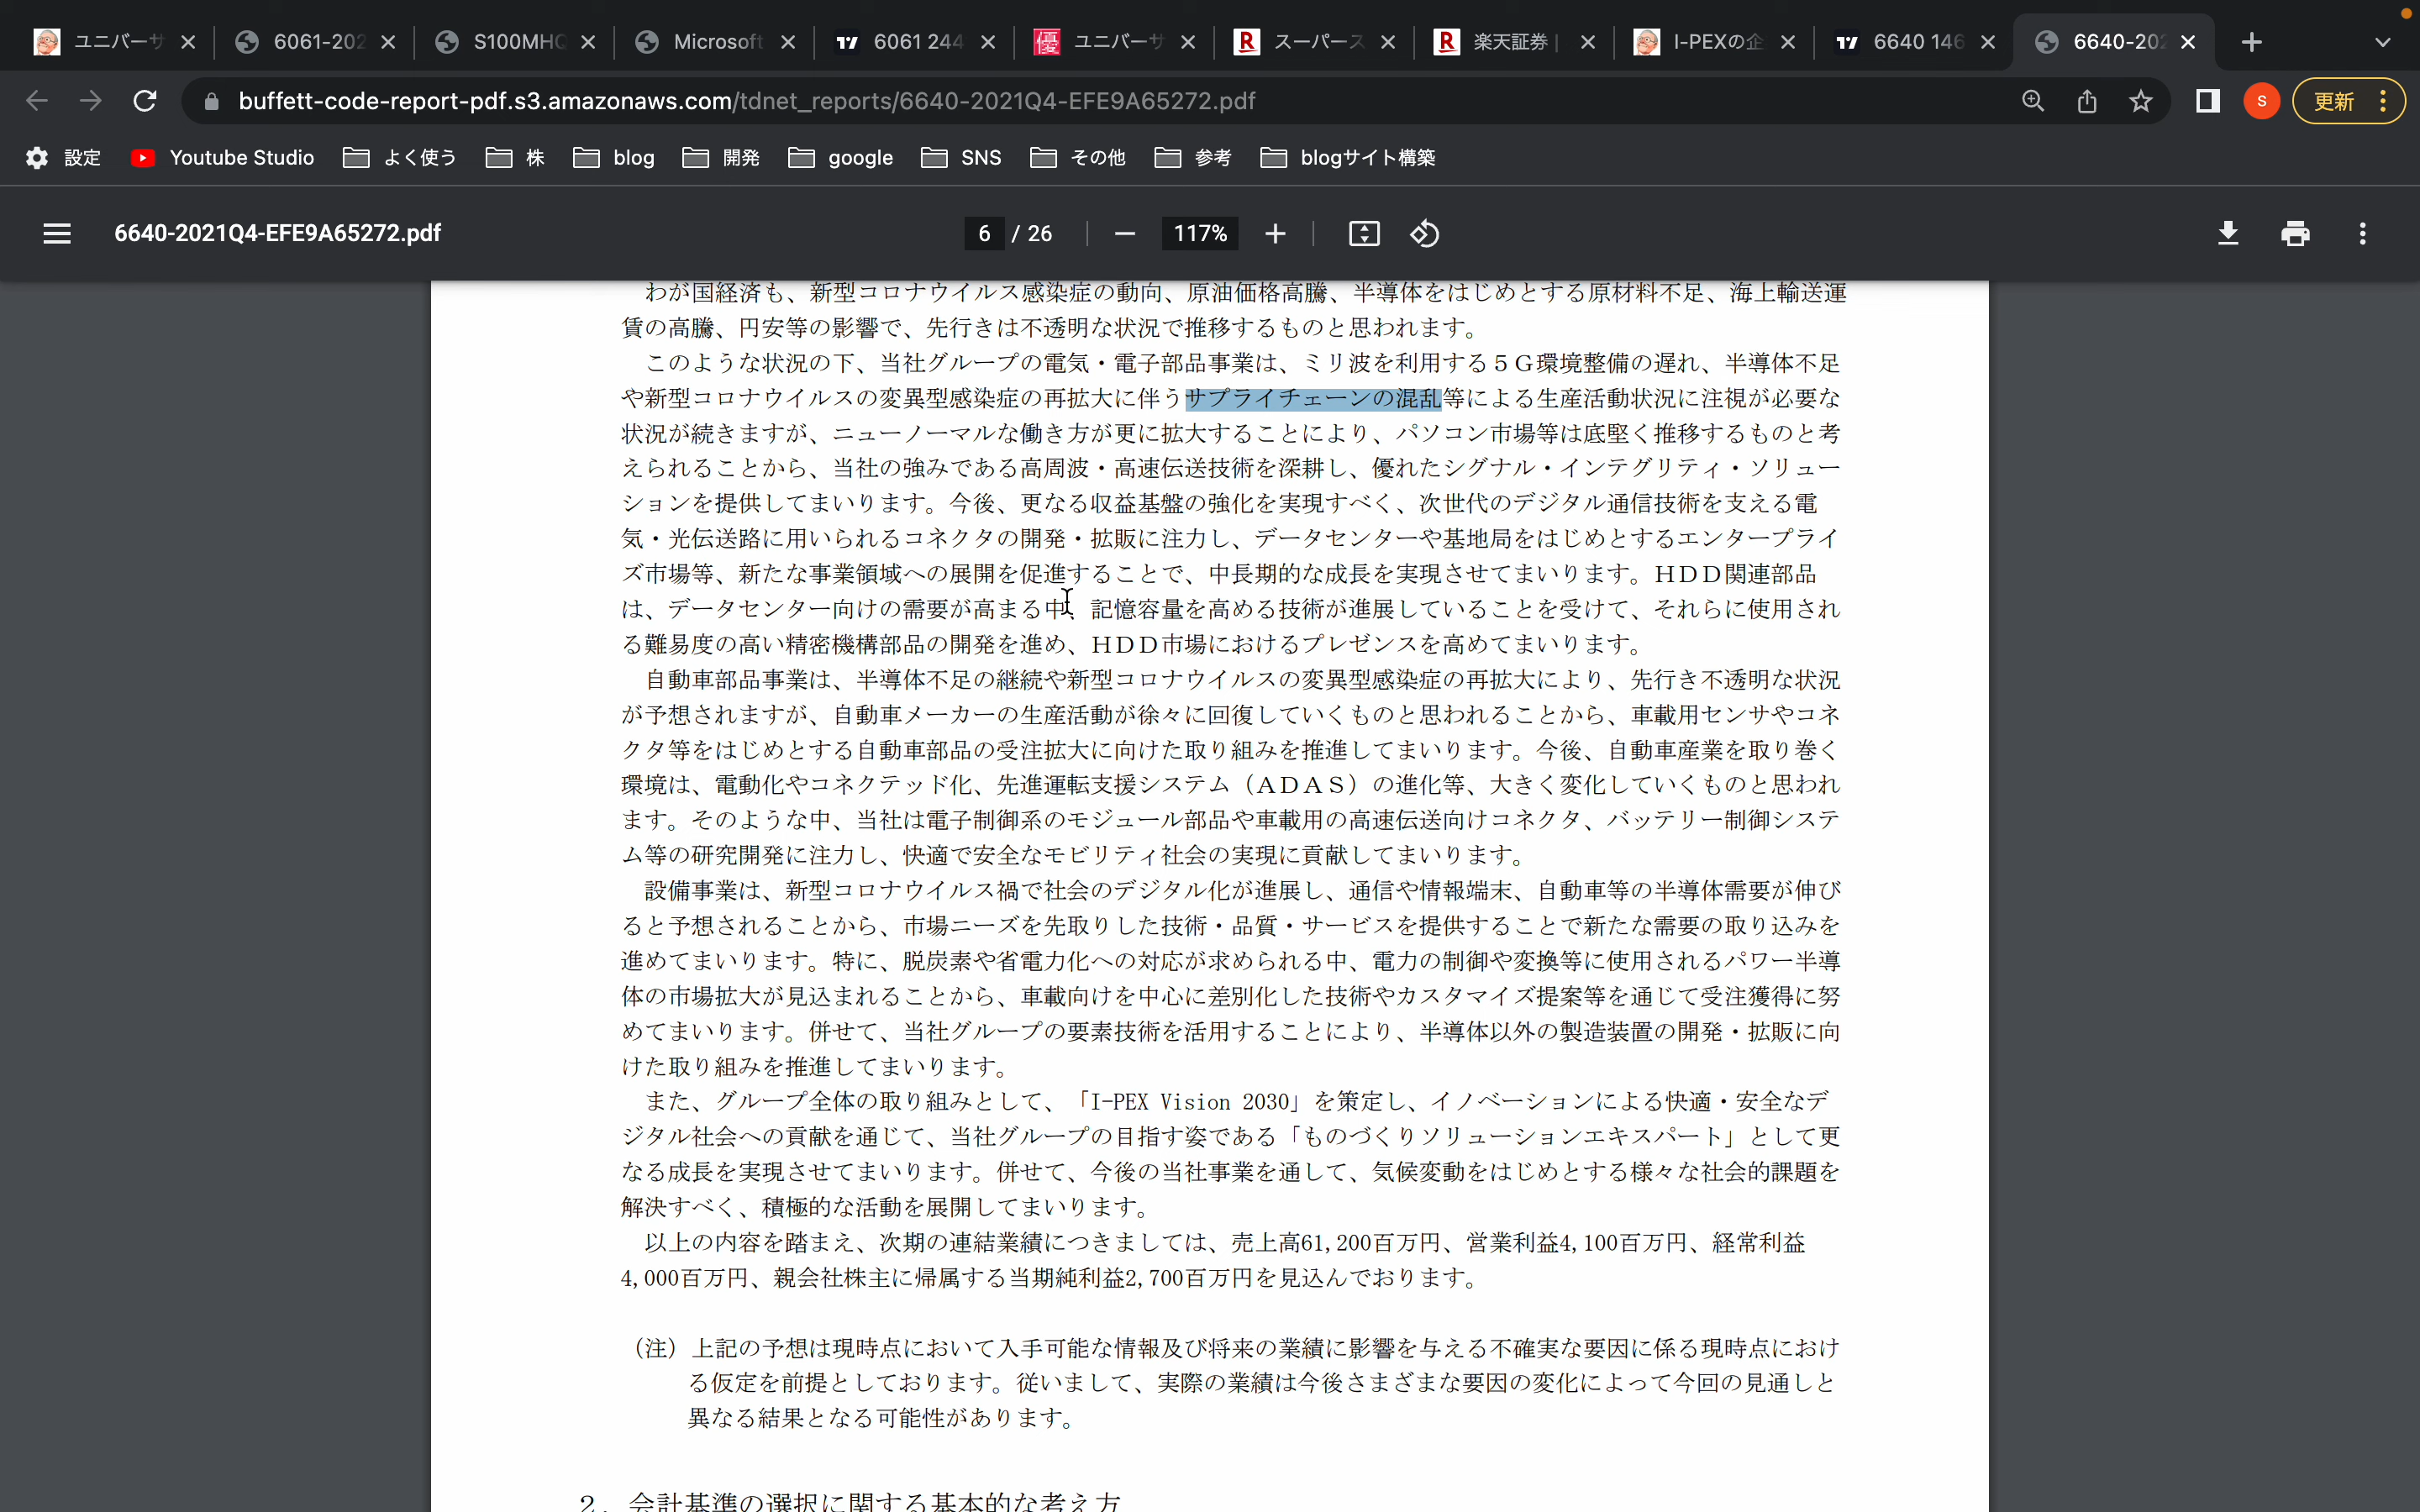 ユニバーサ
6061-202
S100MHQ
Microsoft
6061 244
優
ユニバーサ
R
スーパース
R
楽天証券 |
I-PEXの企
6640 146
6640-202
buffett-code-report-pdf.s3.amazonaws.com/tdnet_reports/6640-2021Q4-EFE9A65272.pdf
S
更新
設定
Youtube Studio
よく使う
株
blog
開発
google
SNS
その他
参考
blogサイト構築
6640-2021Q4-EFE9A65272.pdf
6 / 26
117%
わが国経済も、新型コロナウイルス感染症の動向、原油価格高騰、半導体をはじめとする原材料不足、海上輸送運
賃の高騰、円安等の影響で、先行きは不透明な状況で推移するものと思われます。
このような状況の下、当社グループの電気・電子部品事業は、ミリ波を利用する５Ｇ環境整備の遅れ、半導体不足
や新型コロナウイルスの変異型感染症の再拡大に伴うサプライチェーンの混乱等による生産活動状況に注視が必要な
状況が続きますが、ニューノーマルな働き方が更に拡大することにより、パソコン市場等は底堅く推移するものと考
えられることから、当社の強みである高周波・高速伝送技術を深耕し、優れたシグナル・インテグリティ・ソリュー
ションを提供してまいります。今後、更なる収益基盤の強化を実現すべく、次世代のデジタル通信技術を支える電
気・光伝送路に用いられるコネクタの開発・拡販に注力し、データセンターや基地局をはじめとするエンタープライ
ズ市場等、新たな事業領域への展開を促進することで、中長期的な成長を実現させてまいります。ＨＤＤ関連部品
は、データセンター向けの需要が高まる中、記憶容量を高める技術が進展していることを受けて、それらに使用され
る難易度の高い精密機構部品の開発を進め、ＨＤＤ市場におけるプレゼンスを高めてまいります。
自動車部品事業は、半導体不足の継続や新型コロナウイルスの変異型感染症の再拡大により、先行き不透明な状況
が予想されますが、自動車メーカーの生産活動が徐々に回復していくものと思われることから、車載用センサやコネ
クタ等をはじめとする自動車部品の受注拡大に向けた取り組みを推進してまいります。今後、自動車産業を取り巻く
環境は、電動化やコネクテッド化、先進運転支援システム（ＡＤＡＳ）の進化等、大きく変化していくものと思われ
ます。そのような中、当社は電子制御系のモジュール部品や車載用の高速伝送向けコネクタ、バッテリー制御システ
ム等の研究開発に注力し、快適で安全なモビリティ社会の実現に貢献してまいります。
設備事業は、新型コロナウイルス禍で社会のデジタル化が進展し、通信や情報端末、自動車等の半導体需要が伸び
ると予想されることから、市場ニーズを先取りした技術・品質・サービスを提供することで新たな需要の取り込みを
進めてまいります。特に、脱炭素や省電力化への対応が求められる中、電力の制御や変換等に使用されるパワー半導
体の市場拡大が見込まれることから、車載向けを中心に差別化した技術やカスタマイズ提案等を通じて受注獲得に努
めてまいります。併せて、当社グループの要素技術を活用することにより、半導体以外の製造装置の開発・拡販に向
けた取り組みを推進してまいります。
また、グループ全体の取り組みとして、「I-PEX Vision 2030」を策定し、イノベーションによる快適・安全なデ
ジタル社会への貢献を通じて、当社グループの目指す姿である「ものづくりソリューションエキスパート」として更
なる成長を実現させてまいります。併せて、今後の当社事業を通して、気候変動をはじめとする様々な社会的課題を
解決すべく、積極的な活動を展開してまいります。
以上の内容を踏まえ、次期の連結業績につきましては、売上高61,200百万円、営業利益4,100百万円、経常利益
4,000百万円、親会社株主に帰属する当期純利益2,700百万円を見込んでおります。
（注）上記の予想は現時点において入手可能な情報及び将来の業績に影響を与える不確実な要因に係る現時点におけ
る仮定を前提としております。従いまして、実際の業績は今後さまざまな要因の変化によって今回の見通しと
異なる結果となる可能性があります。
２．会計基準の選択に関する基本的な考え方